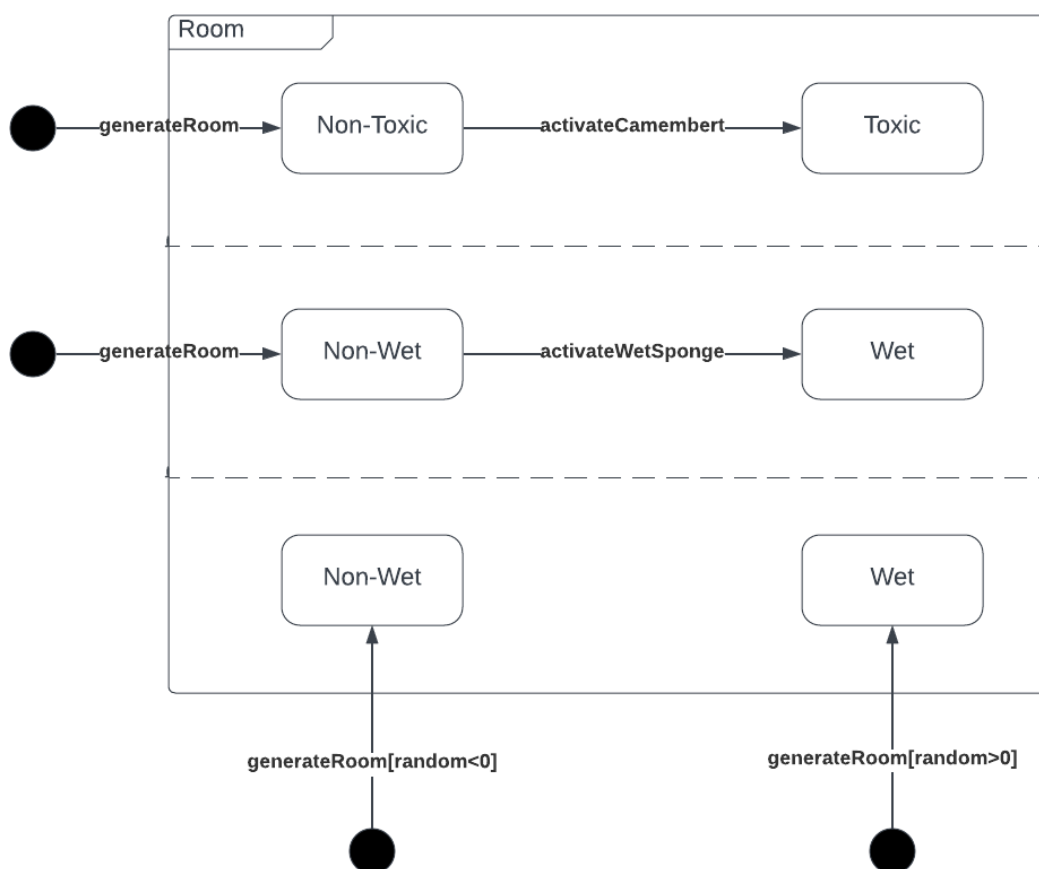 Room
generateRoom
Non-Toxic
activateCamembert
Toxic
generateRoom
Non-Wet
activateWetSponge
Wet
Non-Wet
Wet
generateRoom[random<0]
generateRoom[random>0]